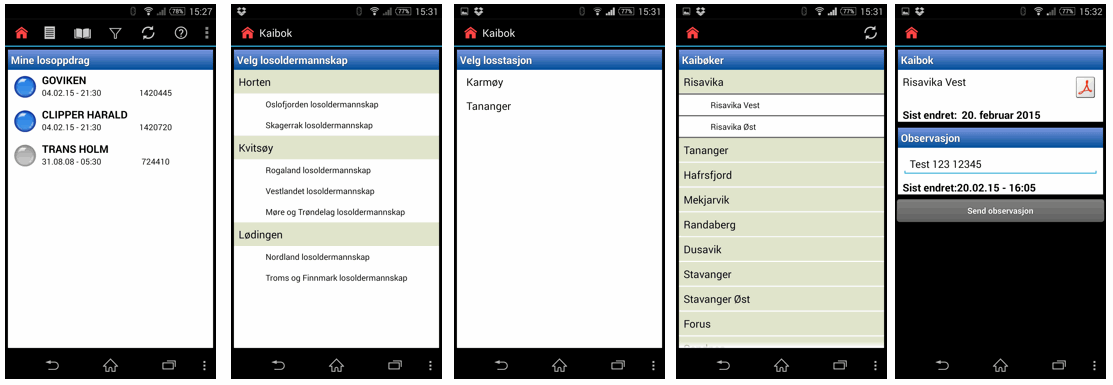 78% 15:27
Mine losoppdrag
GOVIKEN
04.02.15 - 21:30 1420445
CLIPPER HARALD
04.02.15 - 21:30 1420720
TRANS HOLM
31.08.08 - 05:30 724410
77% 15:31
Kaibok
Velg losoldermannskap
Horten
Oslofjorden losoldermannskap
Skagerrak losoldermannskap
Kvitsøy
Rogaland losoldermannskap
Vestlandet losoldermannskap
Møre og Trøndelag losoldermannskap
Lødingen
Nordland losoldermannskap
Troms og Finnmark losoldermannskap
77% 15:31
Kaibok
Velg losstasjon
Karmøy
Tananger
77% 15:31
Kaibøker
Risavika
Risavika Vest
Risavika Øst
Tananger
Hafrsfjord
Mekjarvik
Randaberg
Dusavik
Stavanger
Stavanger Øst
Forus
77% 15:32
Kaibok
Risavika Vest
Sist endret: 20. februar 2015
Observasjon
Test 123 12345
Sist endret:20.02.15 - 16:05
Send observasjon